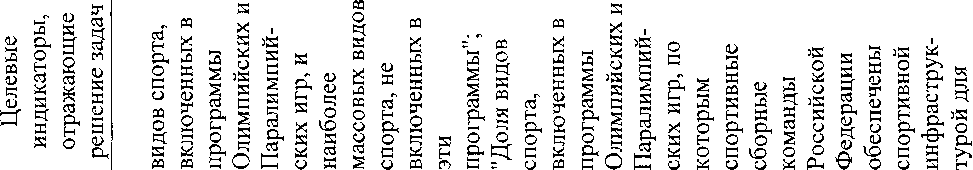 Целевые
индикаторы,
отражающие
решение задач
видов спорта,
включенных в
программы
Олимпийских и
Паралимпий-
ских игр, и
наиболее
массовых видов
спорта, не
включенных в
эти
программы";
"Доля видов
спорта,
включенных в
программы
Олимпийских и
Паралимпий-
ских игр, по
которым
спортивные
сборные
команды
Российской
Федерации
обеспечены
спортивной
инфраструк-
турой для